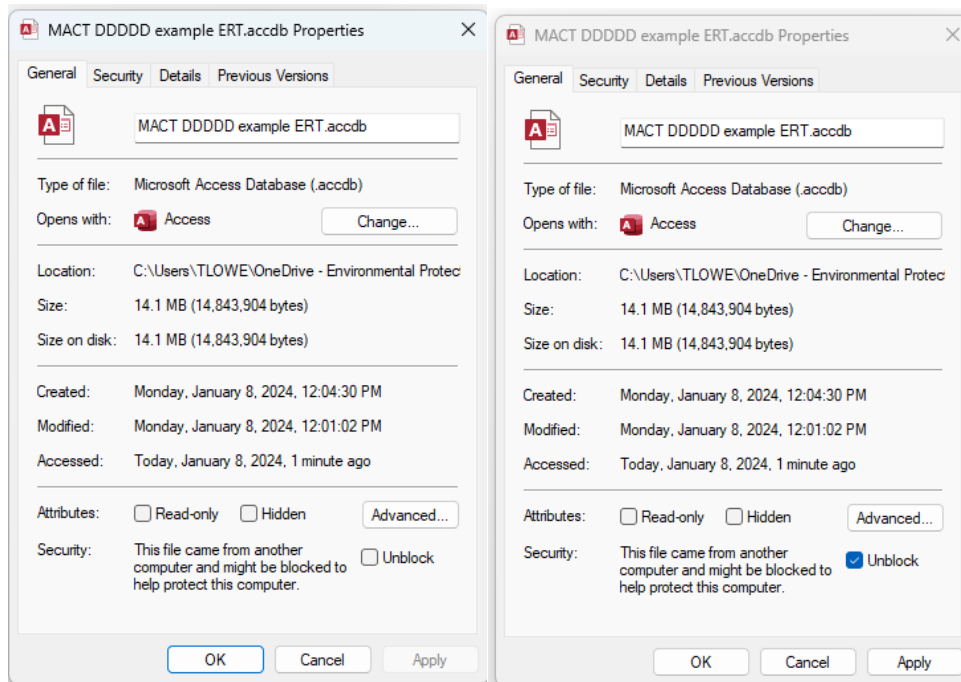 MACT DDDDD example ERT.accdb Properties
General Security Details Previous Versions
MACT DDDDD example ERT.accdb
Type of file: Microsoft Access Database (.accdb)
Opens with: Access Change...
Location: C:\Users\TLOWE\OneDrive - Environmental Protec
Size: 14.1 MB (14,843,904 bytes)
Size on disk: 14.1 MB (14,843,904 bytes)
Created: Monday, January 8, 2024, 12:04:30 PM
Modified: Monday, January 8, 2024, 12:01:02 PM
Accessed: Today, January 8, 2024, 1 minute ago
Attributes: Read-only Hidden Advanced...
Security: This file came from another
computer and might be blocked to
help protect this computer.
Unblock
OK Cancel Apply
MACT DDDDD example ERT.accdb Properties
General Security Details Previous Versions
MACT DDDDD example ERT.accdb
Type of file: Microsoft Access Database (.accdb)
Opens with: Access Change...
Location: C:\Users\TLOWE\OneDrive - Environmental Protec
Size: 14.1 MB (14,843,904 bytes)
Size on disk: 14.1 MB (14,843,904 bytes)
Created: Monday, January 8, 2024, 12:04:30 PM
Modified: Monday, January 8, 2024, 12:01:02 PM
Accessed: Today, January 8, 2024, 1 minute ago
Attributes: Read-only Hidden Advanced...
Security: This file came from another
computer and might be blocked to
help protect this computer.
Unblock
OK Cancel Apply